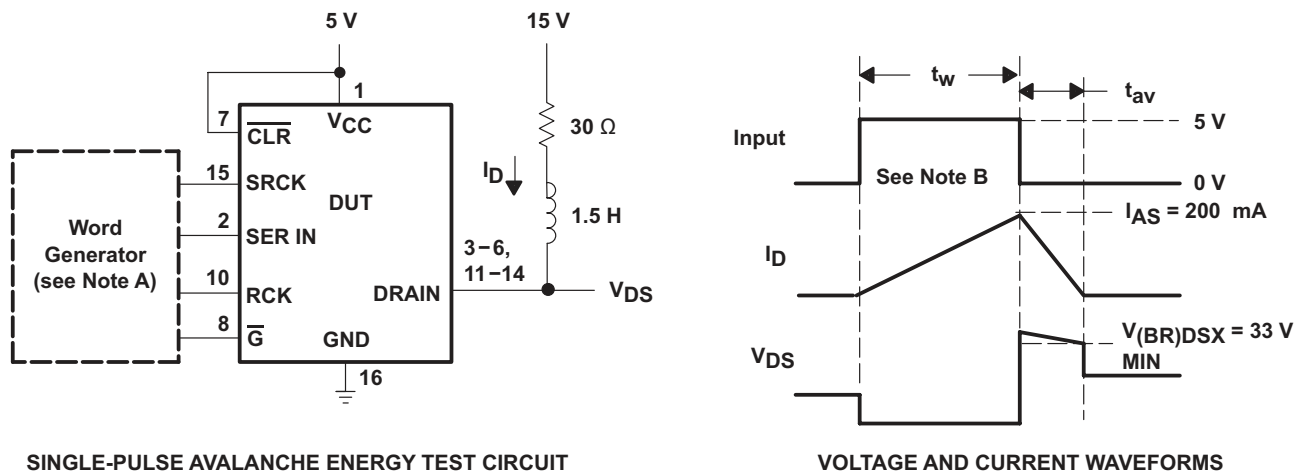 5 V
15 V
1
VCC
7
CLR
30 Ω
ID
15
SRCK
DUT
1.5 H
Word
Generator
(see Note A)
2
SER IN
3–6,
11–14
10
RCK
DRAIN
VDS
8
G
GND
16
SINGLE-PULSE AVALANCHE ENERGY TEST CIRCUIT
tw
tav
Input
5 V
See Note B
0 V
IAS = 200 mA
ID
V(BR)DSX = 33 V
MIN
VDS
VOLTAGE AND CURRENT WAVEFORMS